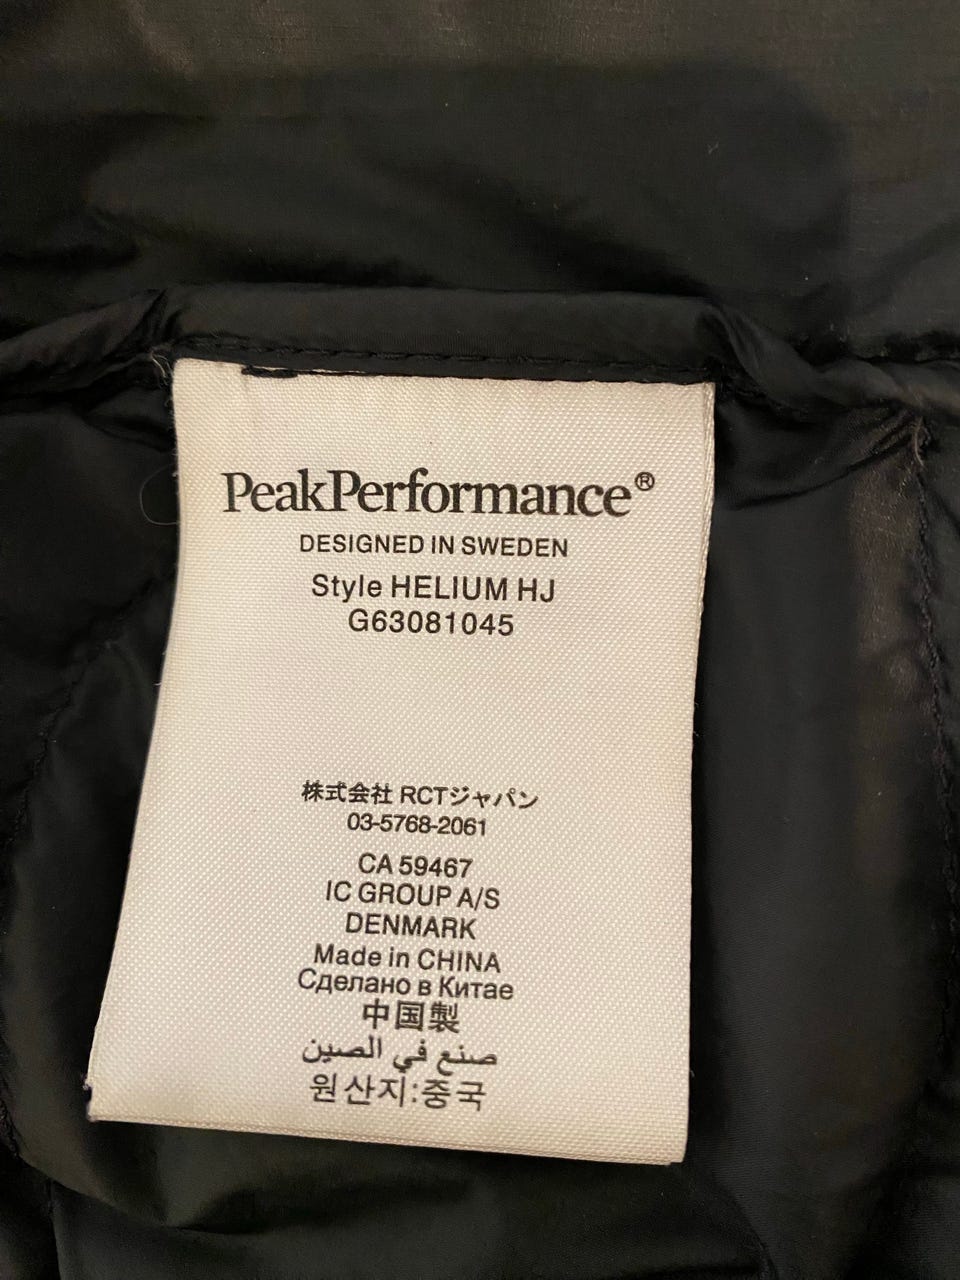 PeakPerformance®
DESIGNED IN SWEDEN
Style HELIUM HJ
G63081045
株式会社 RCTジャパン
03-5768-2061
CA 59467
IC GROUP A/S
DENMARK
Made in CHINA
Сделано в Китае
中国製
صنع في الصين
원산지:중국